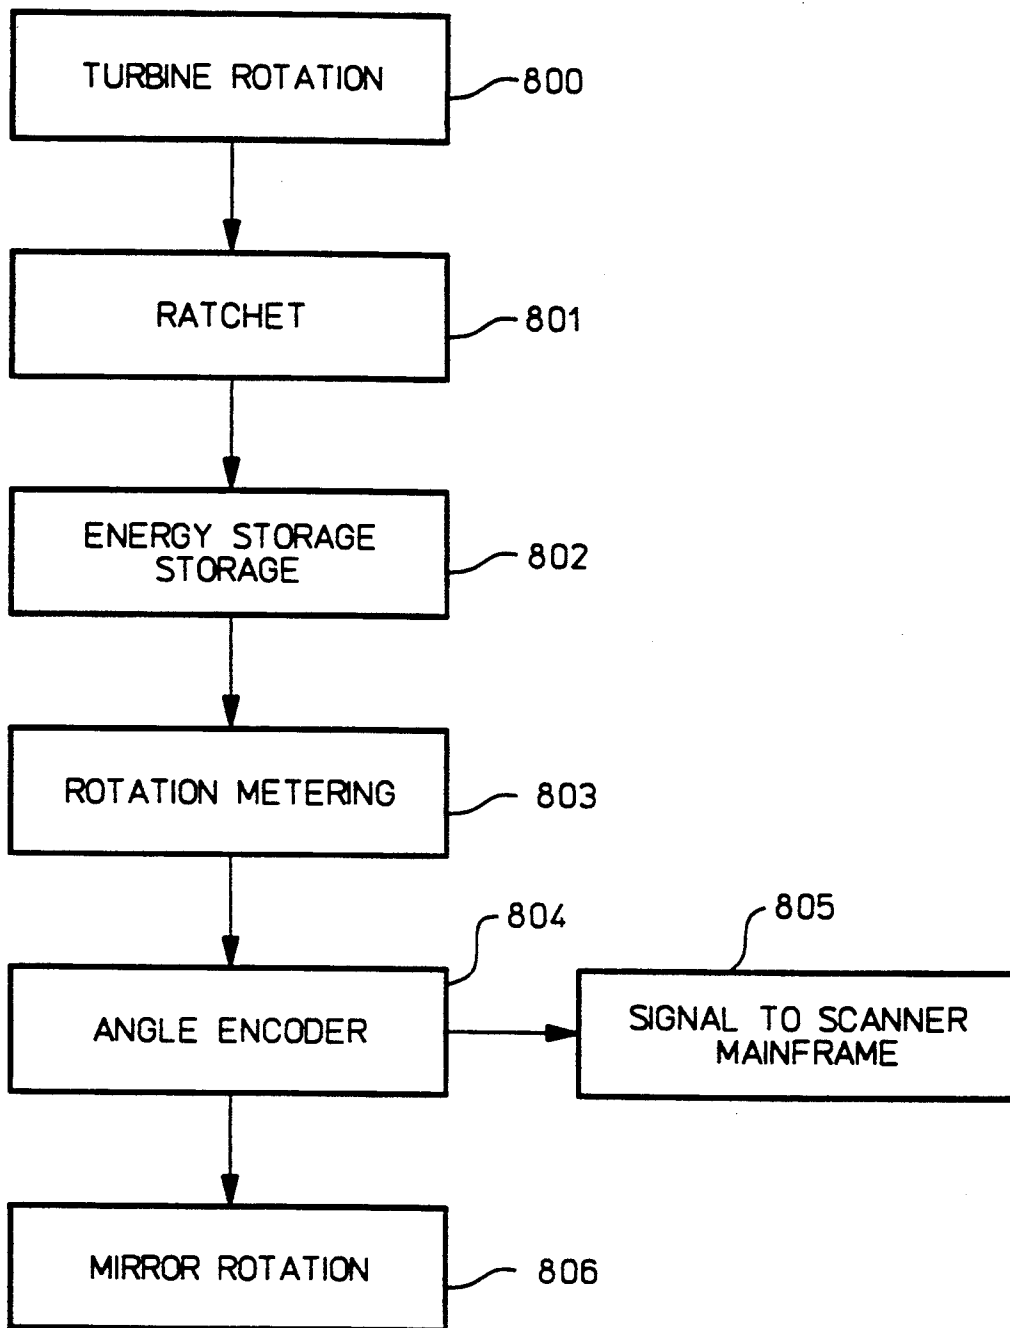 TURBINE ROTATION
800
RATCHET
801
ENERGY STORAGE
STORAGE
802
ROTATION METERING
803
804
805
ANGLE ENCODER
SIGNAL TO SCANNER
MAINFRAME
MIRROR ROTATION
806